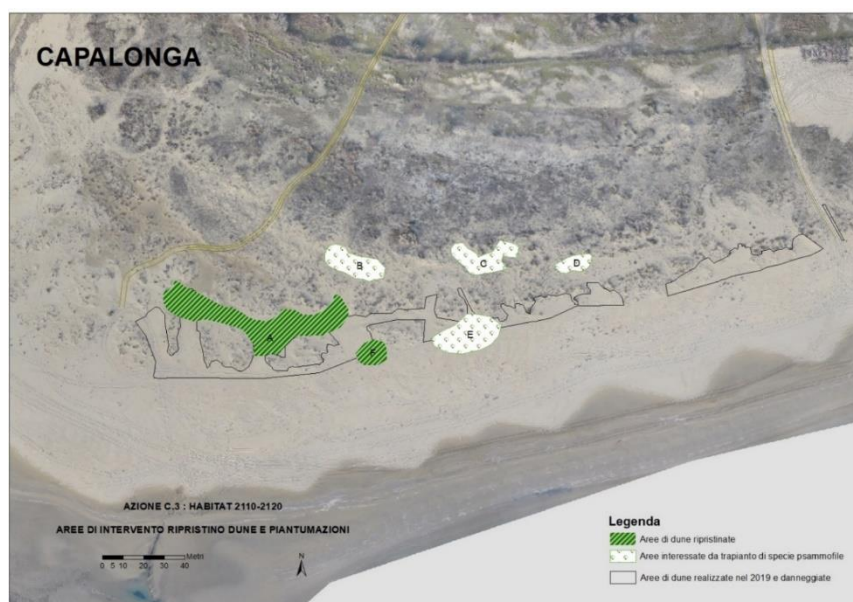 CAPALONGA
B
C
D
A
E
F
AZIONE C.3 : HABITAT 2110-2120
AREE DI INTERVENTO RIPRISTINO DUNE E PIANTUMAZIONI
Metri
0 5 10 20 30 40
N
Legenda
Aree di dune ripristinate
Aree interessate da trapianto di specie psammofile
Aree di dune realizzate nel 2019 e danneggiate